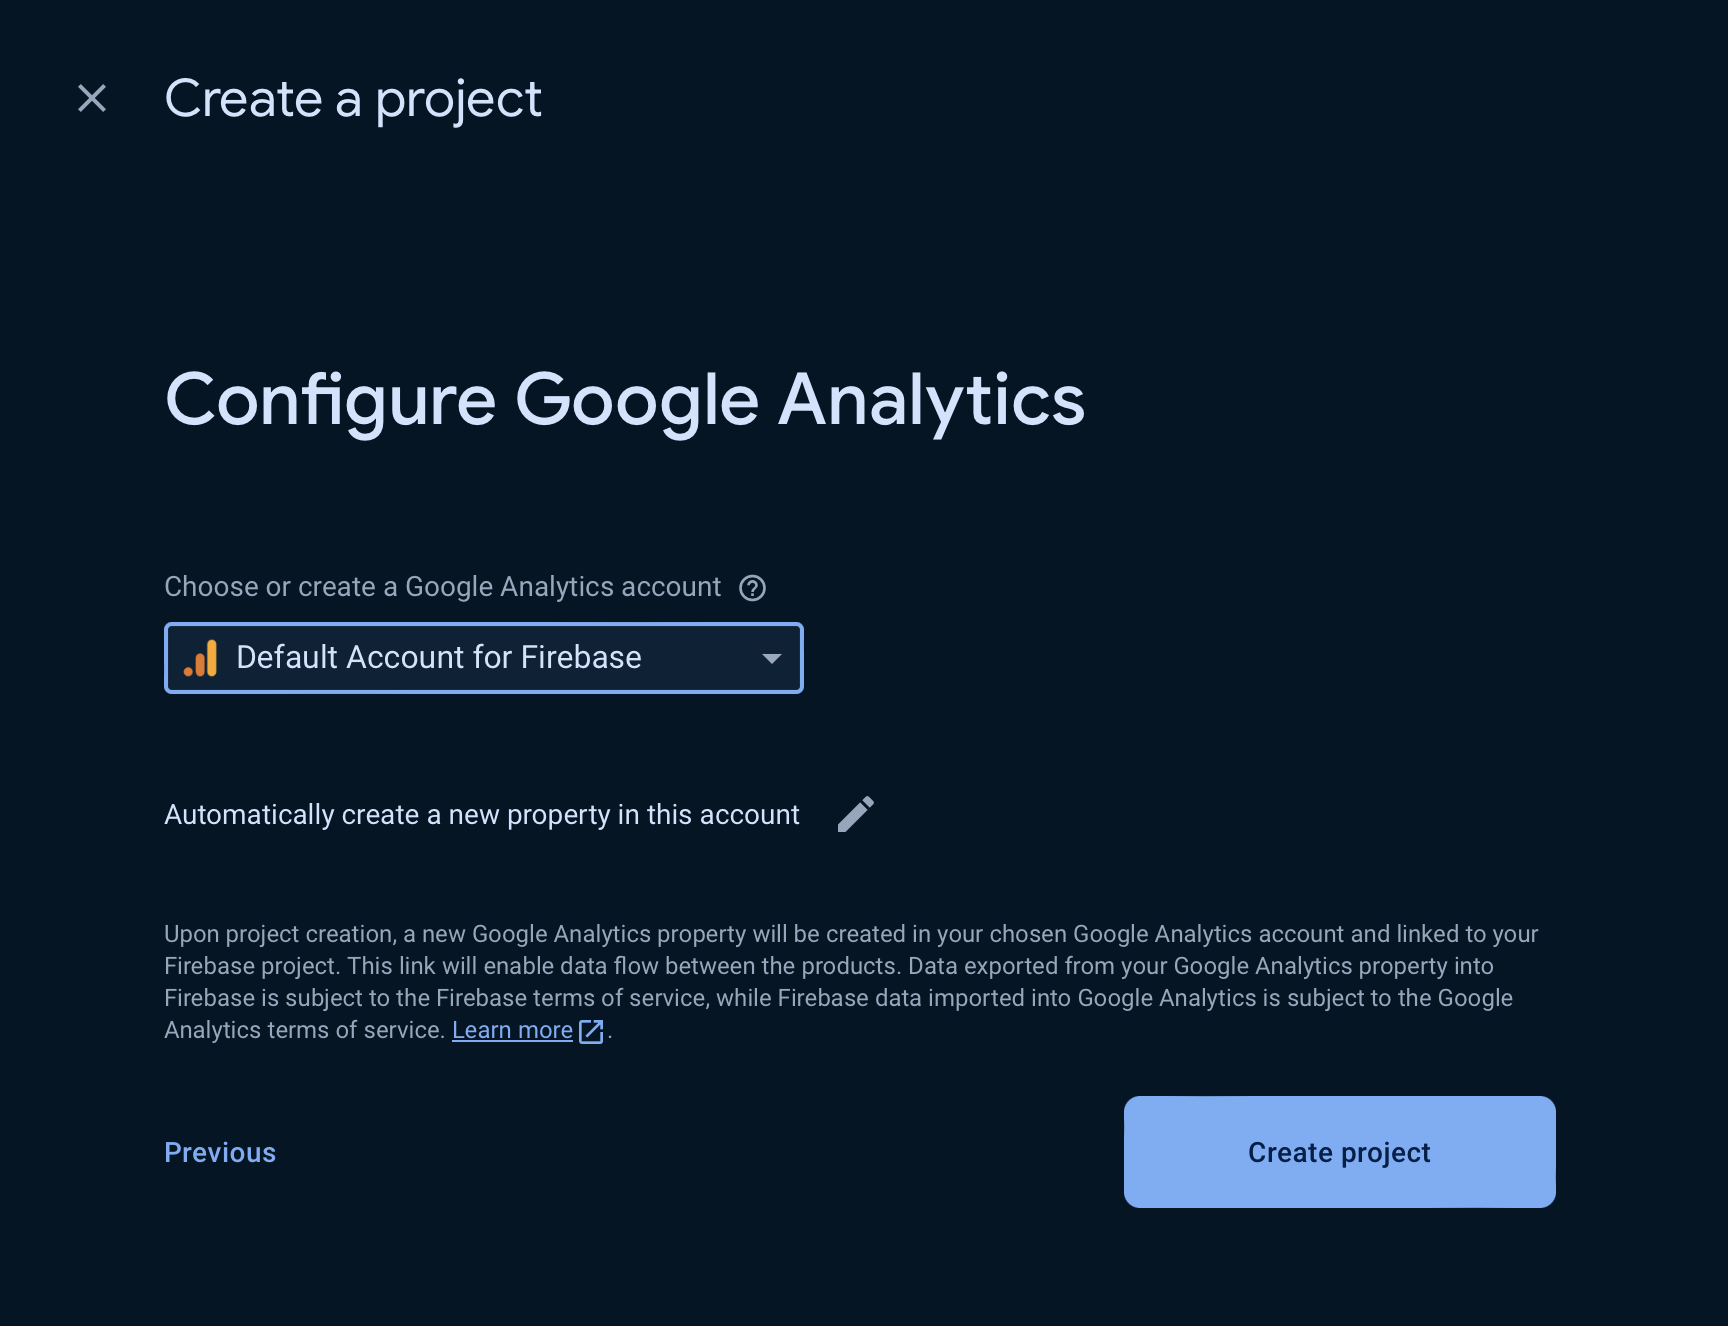 Create a project
Configure Google Analytics
Choose or create a Google Analytics account
Default Account for Firebase
Automatically create a new property in this account
Upon project creation, a new Google Analytics property will be created in your chosen Google Analytics account and linked to your
Firebase project. This link will enable data flow between the products. Data exported from your Google Analytics property into
Firebase is subject to the Firebase terms of service, while Firebase data imported into Google Analytics is subject to the Google
Analytics terms of service. Learn more.
Previous
Create project